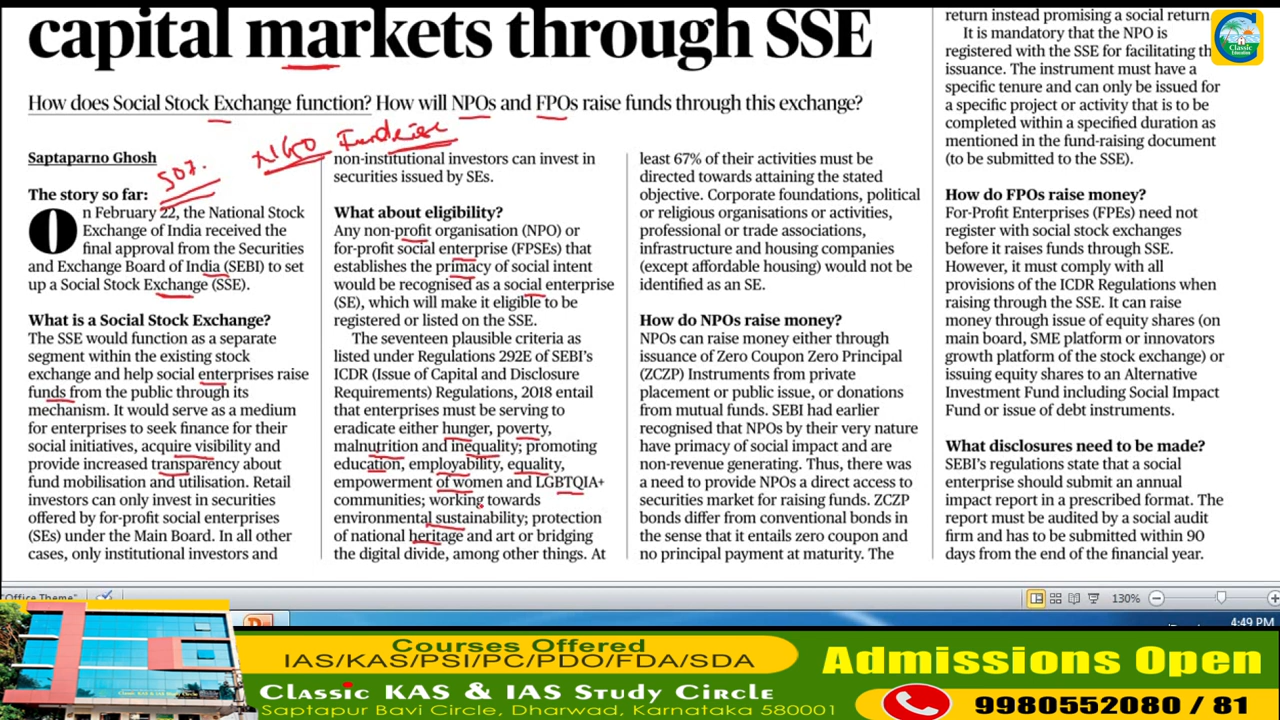 capital markets through SSE
How does Social Stock Exchange function? How will NPOs and FPOs raise funds through this exchange?
Saptaparno Ghosh
The story so far:
On February 22, the National Stock
Exchange of India received the
final approval from the Securities
and Exchange Board of India (SEBI) to set
up a Social Stock Exchange (SSE).
What is a Social Stock Exchange?
The SSE would function as a separate
segment within the existing stock
exchange and help social enterprises raise
funds from the public through its
mechanism. It would serve as a medium
for enterprises to seek finance for their
social initiatives, acquire visibility and
provide increased transparency about
fund mobilisation and utilisation. Retail
investors can only invest in securities
offered by for-profit social enterprises
(SEs) under the Main Board. In all other
cases, only institutional investors and
NGO
non-institutional investors can invest in
securities issued by SEs.
What about eligibility?
Any non-profit organisation (NPO) or
for-profit social enterprise (FPSEs) that
establishes the primacy of social intent
would be recognised as a social enterprise
(SE), which will make it eligible to be
registered or listed on the SSE.
The seventeen plausible criteria as
listed under Regulations 292E of SEBI's
ICDR (Issue of Capital and Disclosure
Requirements) Regulations, 2018 entail
that enterprises must be serving to
eradicate either hunger, poverty,
malnutrition and inequality; promoting
education, employability, equality,
empowerment of women and LGBTQIA+
communities; working towards
environmental sustainability; protection
of national heritage and art or bridging
the digital divide, among other things. At
least 67% of their activities must be
directed towards attaining the stated
objective. Corporate foundations, political
or religious organisations or activities,
professional or trade associations,
infrastructure and housing companies
(except affordable housing) would not be
identified as an SE.
How do NPOs raise money?
NPOs can raise money either through
issuance of Zero Coupon Zero Principal
(ZCZP) Instruments from private
placement or public issue, or donations
from mutual funds. SEBI had earlier
recognised that NPOs by their very nature
have primacy of social impact and are
non-revenue generating. Thus, there was
a need to provide NPOs a direct access to
securities market for raising funds. ZCZP
bonds differ from conventional bonds in
the sense that it entails zero coupon and
no principal payment at maturity. The
return instead promising a social return
It is mandatory that the NPO is
registered with the SSE for facilitating th
issuance. The instrument must have a
specific tenure and can only be issued for
a specific project or activity that is to be
completed within a specified duration as
mentioned in the fund-raising document
(to be submitted to the SSE).
How do FPOs raise money?
For-Profit Enterprises (FPEs) need not
register with social stock exchanges
before it raises funds through SSE.
However, it must comply with all
provisions of the ICDR Regulations when
raising through the SSE. It can raise
money through issue of equity shares (on
main board, SME platform or innovators
growth platform of the stock exchange) or
issuing equity shares to an Alternative
Investment Fund including Social Impact
Fund or issue of debt instruments.
What disclosures need to be made?
SEBI's regulations state that a social
enterprise should submit an annual
impact report in a prescribed format. The
report must be audited by a social audit
firm and has to be submitted within 90
days from the end of the financial year.
Classic
Education
"Office Theme"
130%
4:49 PM
Courses Offered
IAS/KAS/PSI/PC/PDO/FDA/SDA
Classic KAS & IAS Study Circle
Saptapur Bavi Circle, Dharwad, Karnataka 580001
Admissions Open
9980552080 / 81